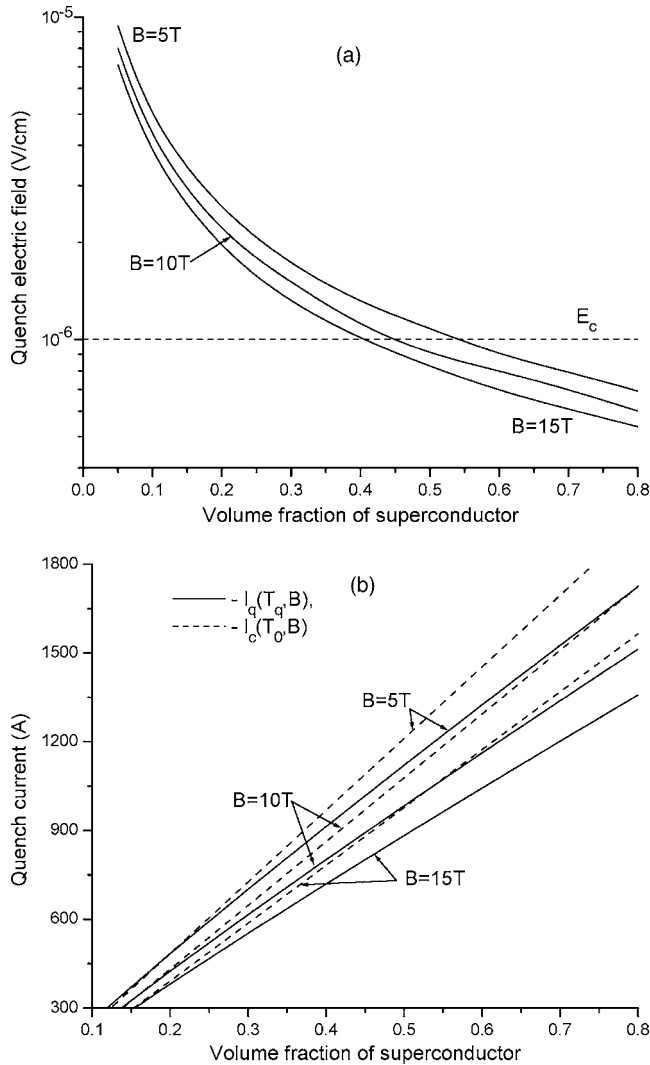 10⁻⁵
B=5T
(a)
Quench electric field (V/cm)
B=10T
E_c
10⁻⁶
B=15T
0.0 0.1 0.2 0.3 0.4 0.5 0.6 0.7 0.8
Volume fraction of superconductor
1800
(b)
- I_q(T_q,B),
- I_c(T_0,B)
1500
B=5T
1200
Quench current (A)
B=10T
900
B=15T
600
300
0.1 0.2 0.3 0.4 0.5 0.6 0.7 0.8
Volume fraction of superconductor